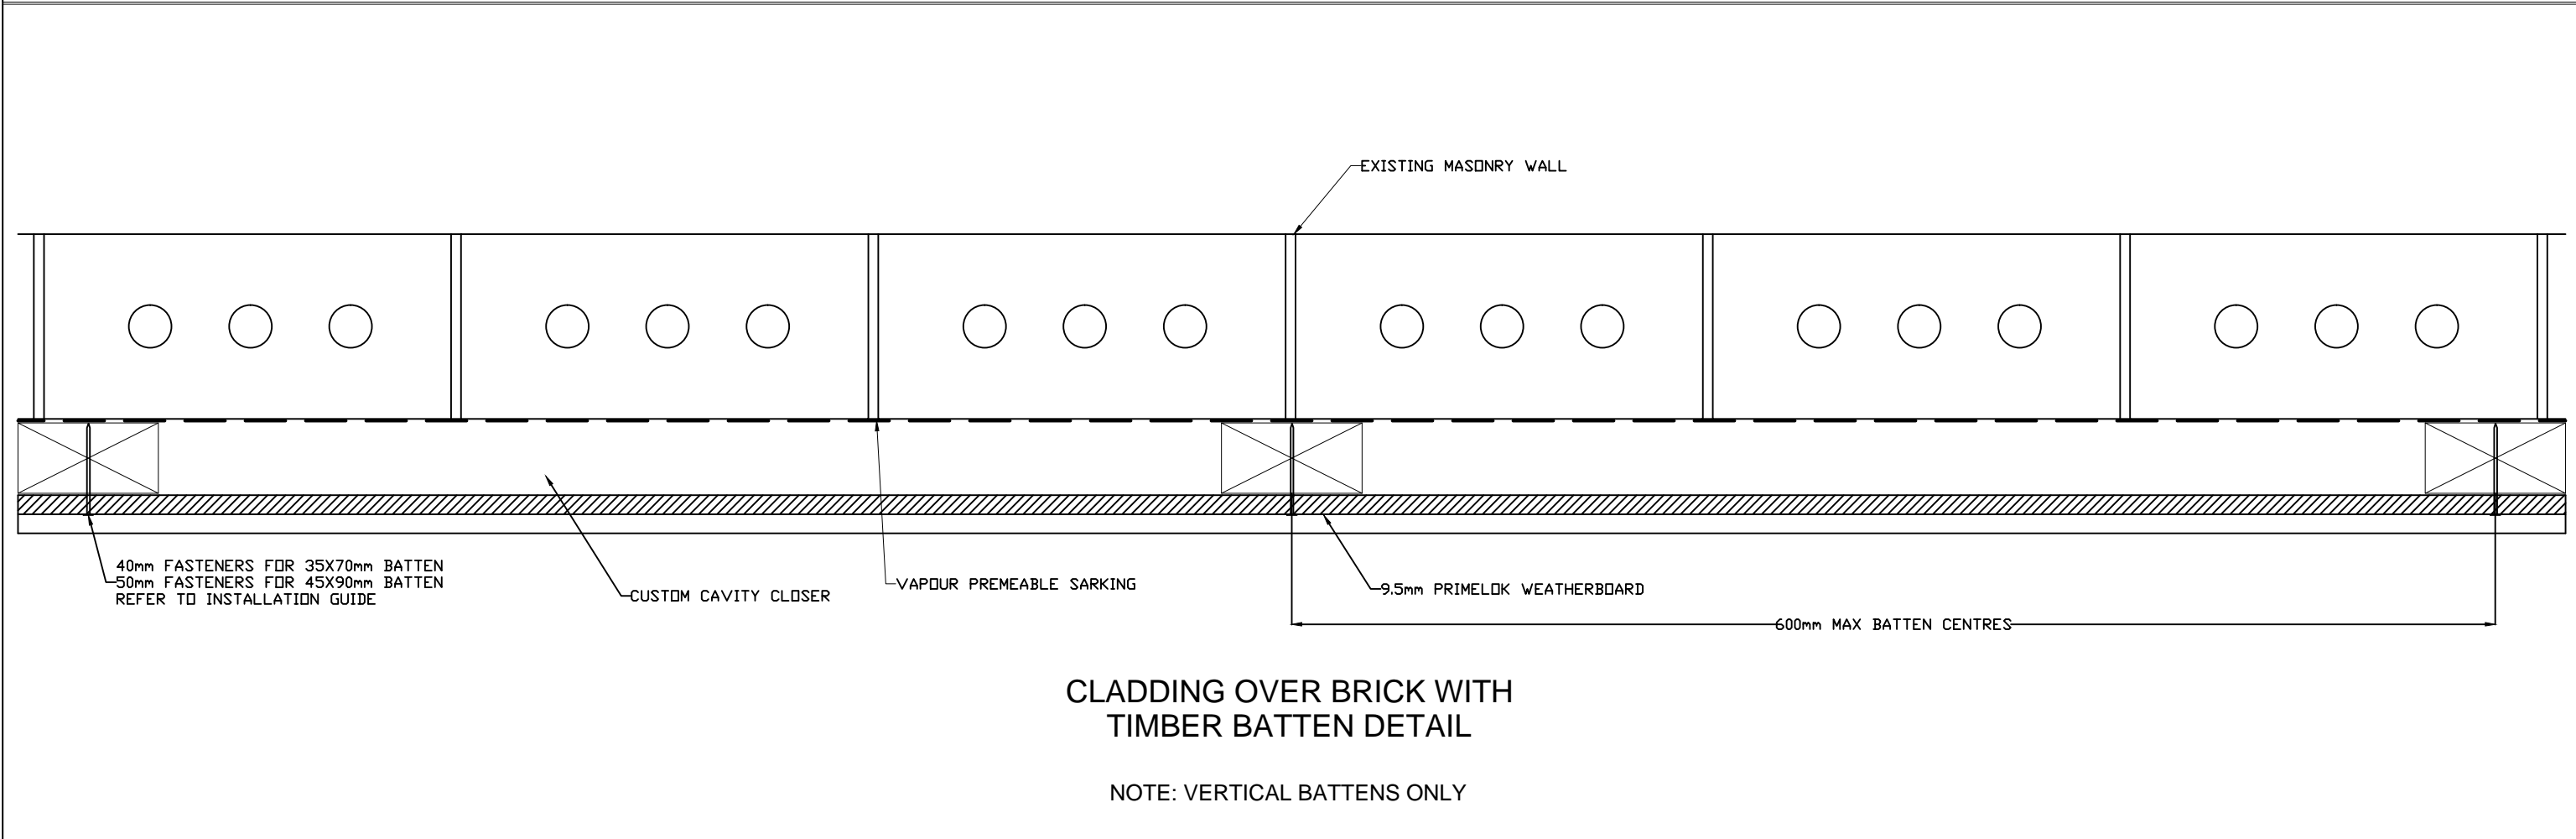 EXISTING MASONRY WALL
40mm FASTENERS FOR 35X70mm BATTEN
50mm FASTENERS FOR 45X90mm BATTEN
REFER TO INSTALLATION GUIDE
CUSTOM CAVITY CLOSER
VAPOUR PREMEABLE SARKING
9.5mm PRIMELOK WEATHERBOARD
600mm MAX BATTEN CENTRES
CLADDING OVER BRICK WITH
TIMBER BATTEN DETAIL
NOTE: VERTICAL BATTENS ONLY